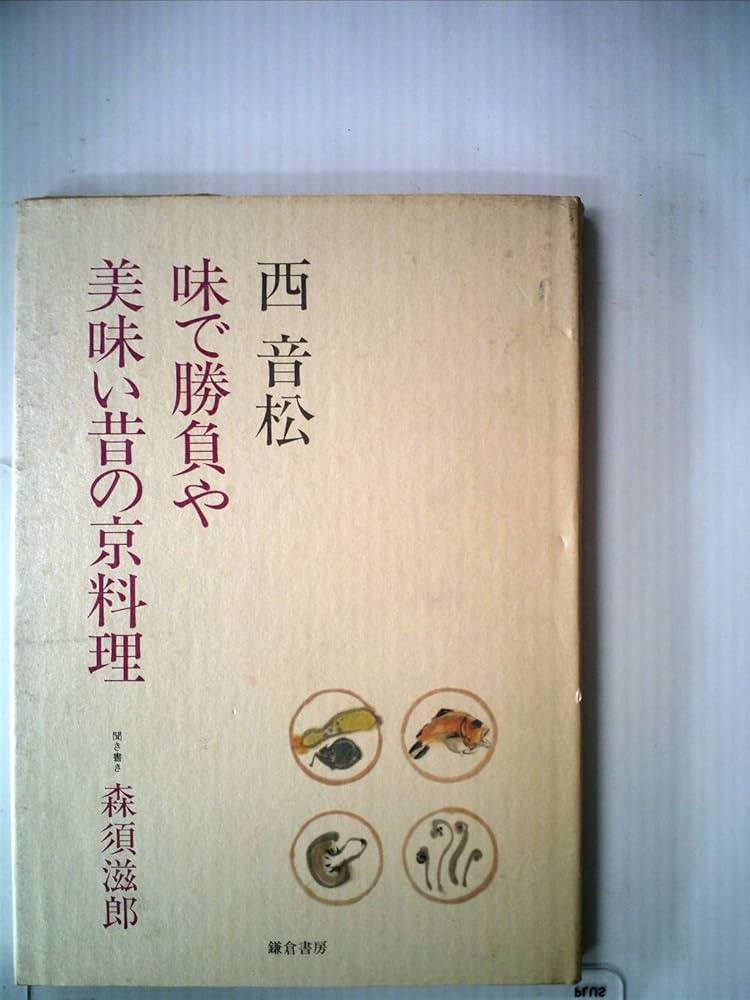 西 音松
味で勝負や
美味い昔の京料理
聞き書き 森須滋郎
鎌倉書房
PLUS